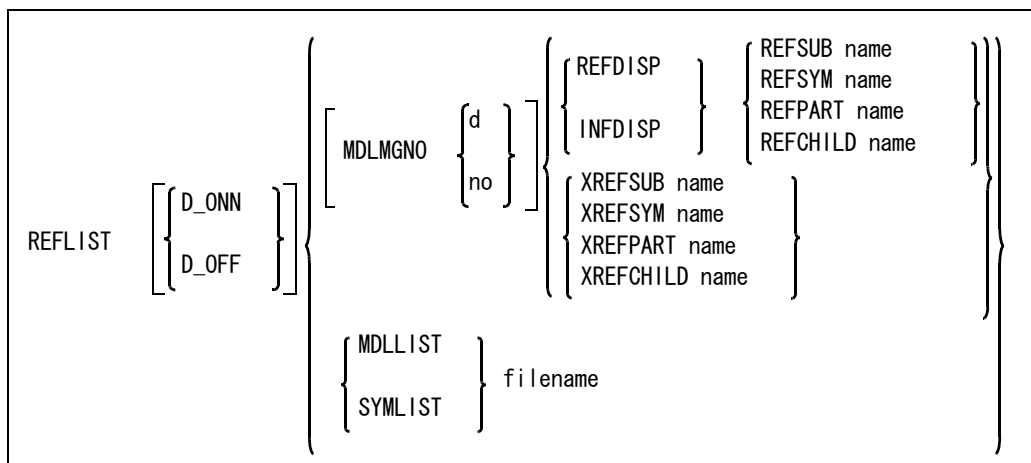 REFLIST
D_ONN
D_OFF
MDLMGNO
d
no
REFDISP
INFDISP
REFSUB name
REFSYM name
REFPART name
REFCHILD name
XREFSUB name
XREFSYM name
XREFPART name
XREFCHILD name
MDLLIST
SYMLIST
filename